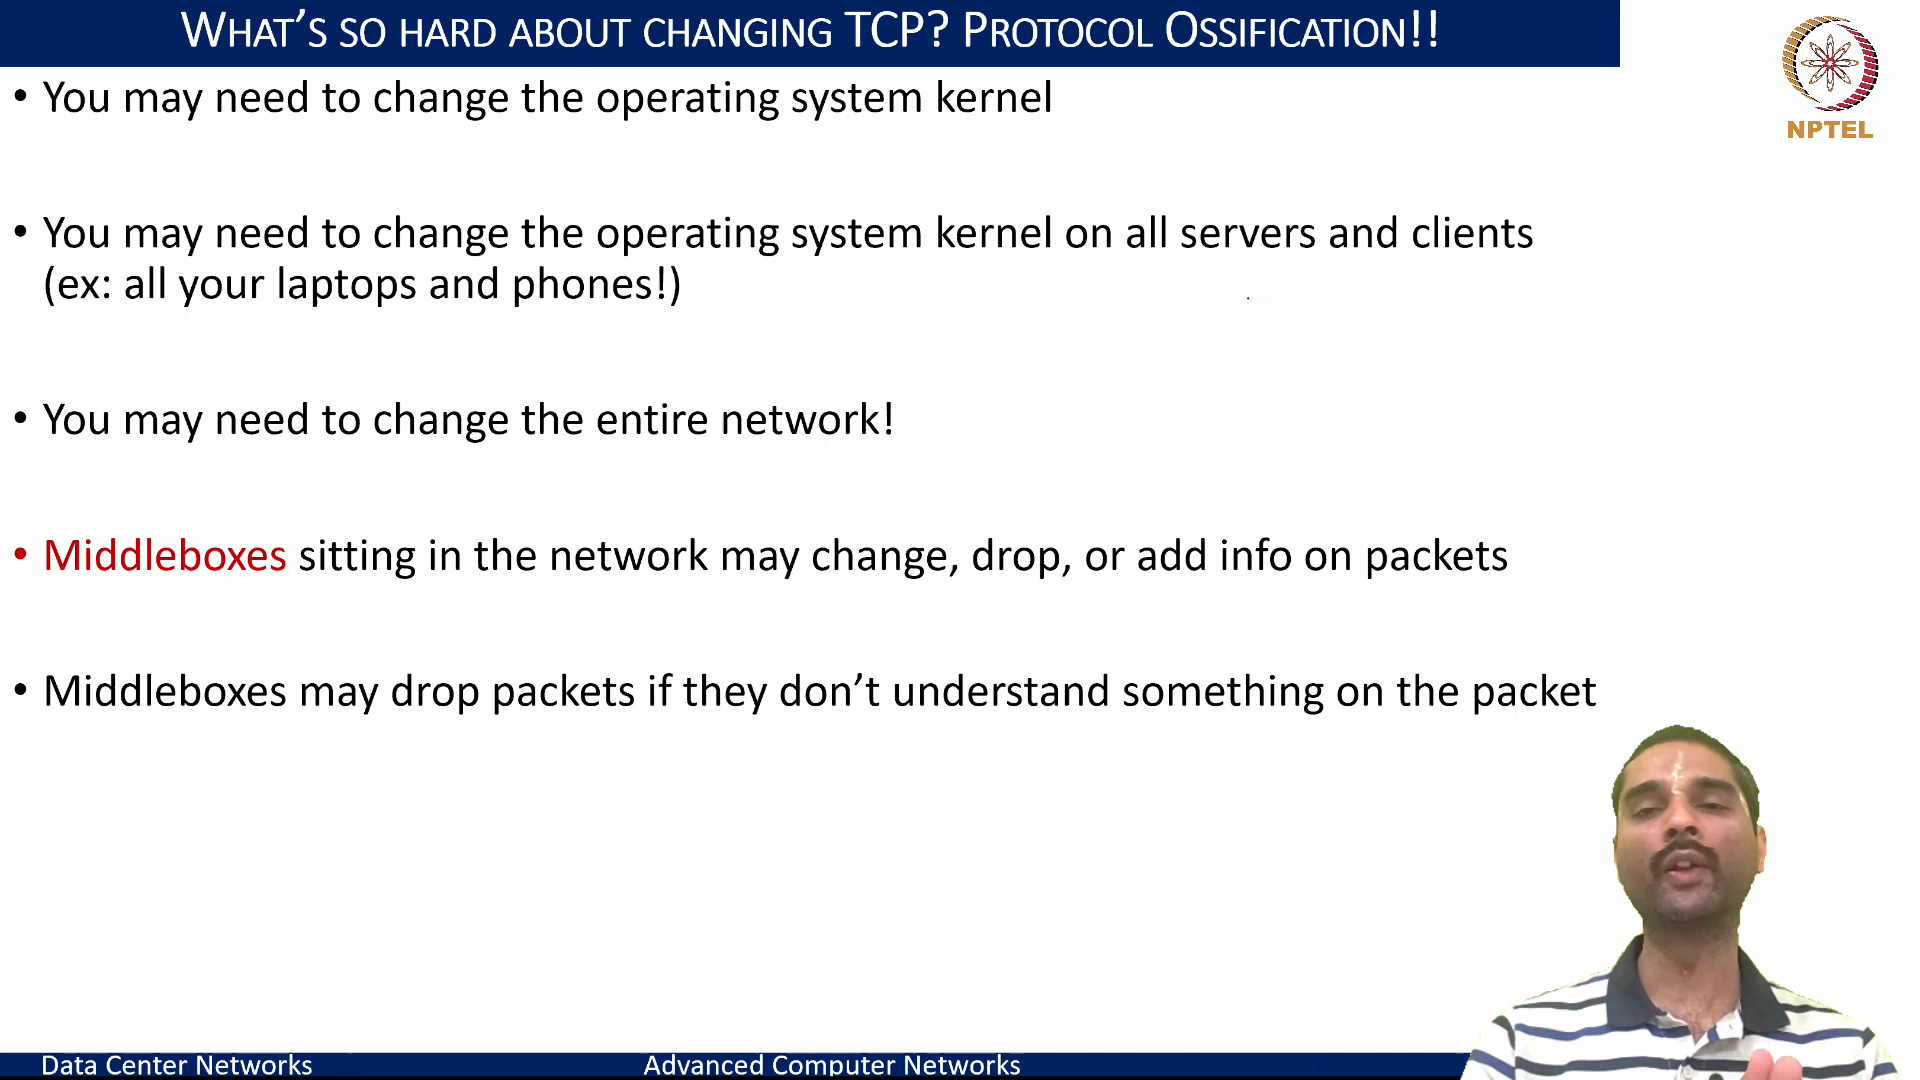 WHAT'S SO HARD ABOUT CHANGING TCP? PROTOCOL OSSIFICATION!!
NPTEL
• You may need to change the operating system kernel
• You may need to change the operating system kernel on all servers and clients
(ex: all your laptops and phones!)
• You may need to change the entire network!
• Middleboxes sitting in the network may change, drop, or add info on packets
• Middleboxes may drop packets if they don't understand something on the packet
Data Center Networks
Advanced Computer Networks